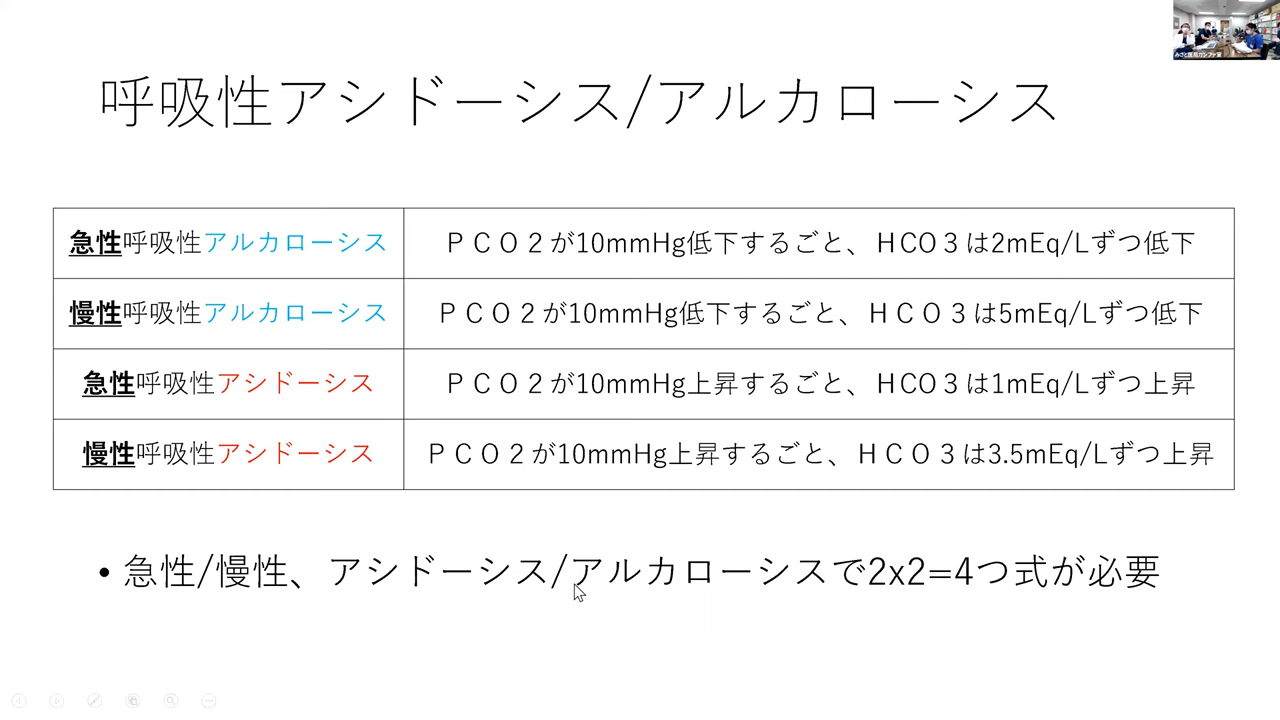 呼吸性アシドーシス/アルカローシス
急性呼吸性アルカローシス ＰＣＯ２が10mmHg低下するごと、ＨCO３は2mEq/Lずつ低下
慢性呼吸性アルカローシス ＰＣＯ２が10mmHg低下するごと、ＨＣＯ３は5mEq/Lずつ低下
急性呼吸性アシドーシス ＰＣＯ２が10mmHg上昇するごと、ＨCO３は1mEq/Lずつ上昇
慢性呼吸性アシドーシス ＰＣＯ２が10mmHg上昇するごと、ＨＣＯ３は3.5mEq/Lずつ上昇
• 急性/慢性、アシドーシス/アルカローシスで2x2=4つ式が必要